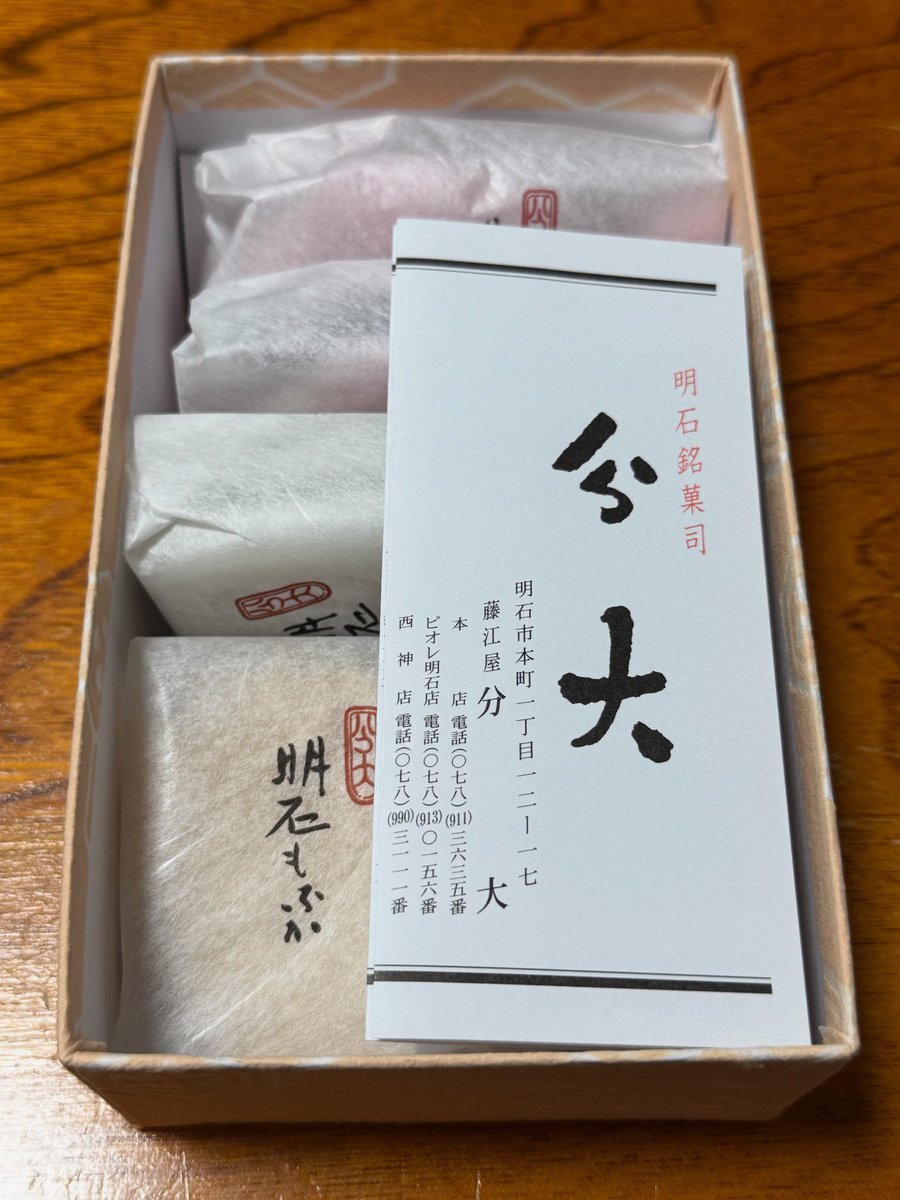 明石銘菓司
分大
明石市本町一丁目一二ー一七
藤江屋分大
本店 電話(〇七八)(911)三六三五番
ピオレ明石店 電話(〇七八)(913)〇一五六番
西神店 電話(〇七八)(990)三一一一番
分大
明石もふか